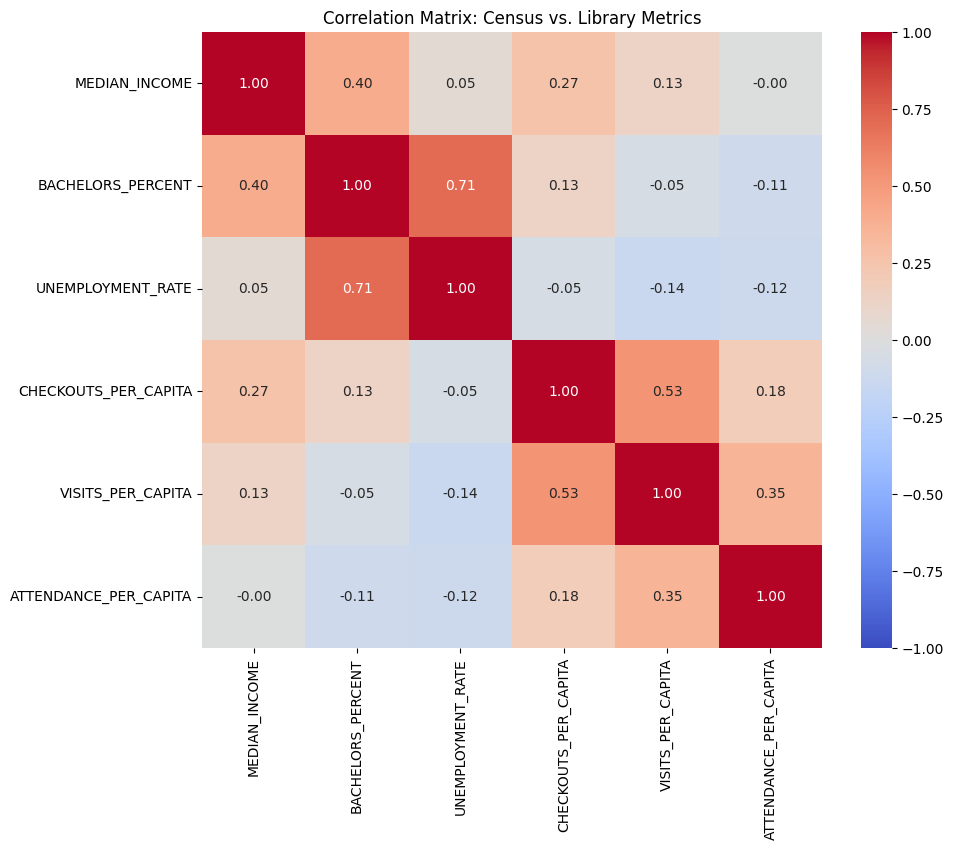 Correlation Matrix: Census vs. Library Metrics
MEDIAN_INCOME 1.00 0.40 0.05 0.27 0.13 -0.00
BACHELORS_PERCENT 0.40 1.00 0.71 0.13 -0.05 -0.11
UNEMPLOYMENT_RATE 0.05 0.71 1.00 -0.05 -0.14 -0.12
CHECKOUTS_PER_CAPITA 0.27 0.13 -0.05 1.00 0.53 0.18
VISITS_PER_CAPITA 0.13 -0.05 -0.14 0.53 1.00 0.35
ATTENDANCE_PER_CAPITA -0.00 -0.11 -0.12 0.18 0.35 1.00
MEDIAN_INCOME
BACHELORS_PERCENT
UNEMPLOYMENT_RATE
CHECKOUTS_PER_CAPITA
VISITS_PER_CAPITA
ATTENDANCE_PER_CAPITA
1.00
0.75
0.50
0.25
0.00
−0.25
−0.50
−0.75
−1.00